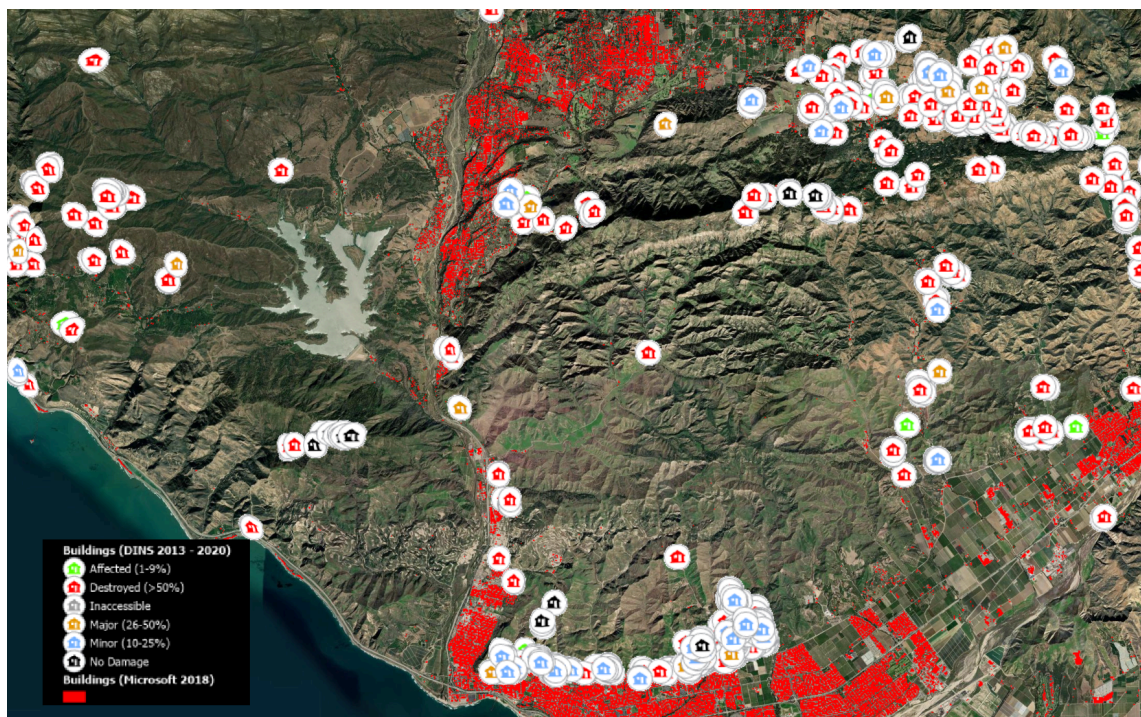 Buildings (DINS 2013 - 2020)
Affected (1-9%)
Destroyed (>50%)
Inaccessible
Major (26-50%)
Minor (10-25%)
No Damage
Buildings (Microsoft 2018)